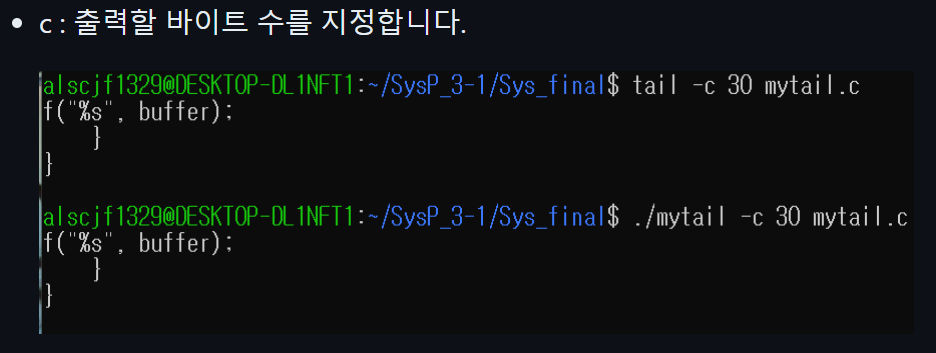 • c : 출력할 바이트 수를 지정합니다.
alscjf1329@DESKTOP-DL1NFT1:~/SysP_3-1/Sys_final$ tail -c 30 mytail.c
f("%s", buffer);
    }
}
alscjf1329@DESKTOP-DL1NFT1:~/SysP_3-1/Sys_final$ ./mytail -c 30 mytail.c
f("%s", buffer);
    }
}